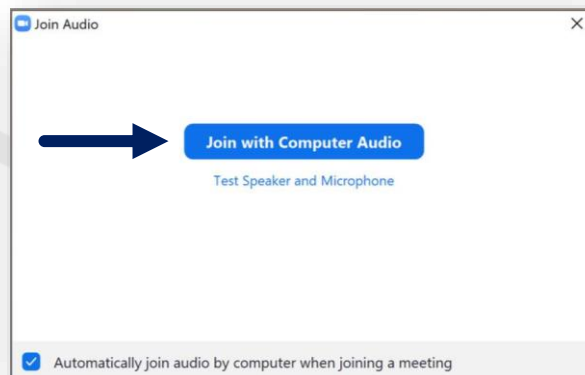 Join Audio
Join with Computer Audio
Test Speaker and Microphone
Automatically join audio by computer when joining a meeting